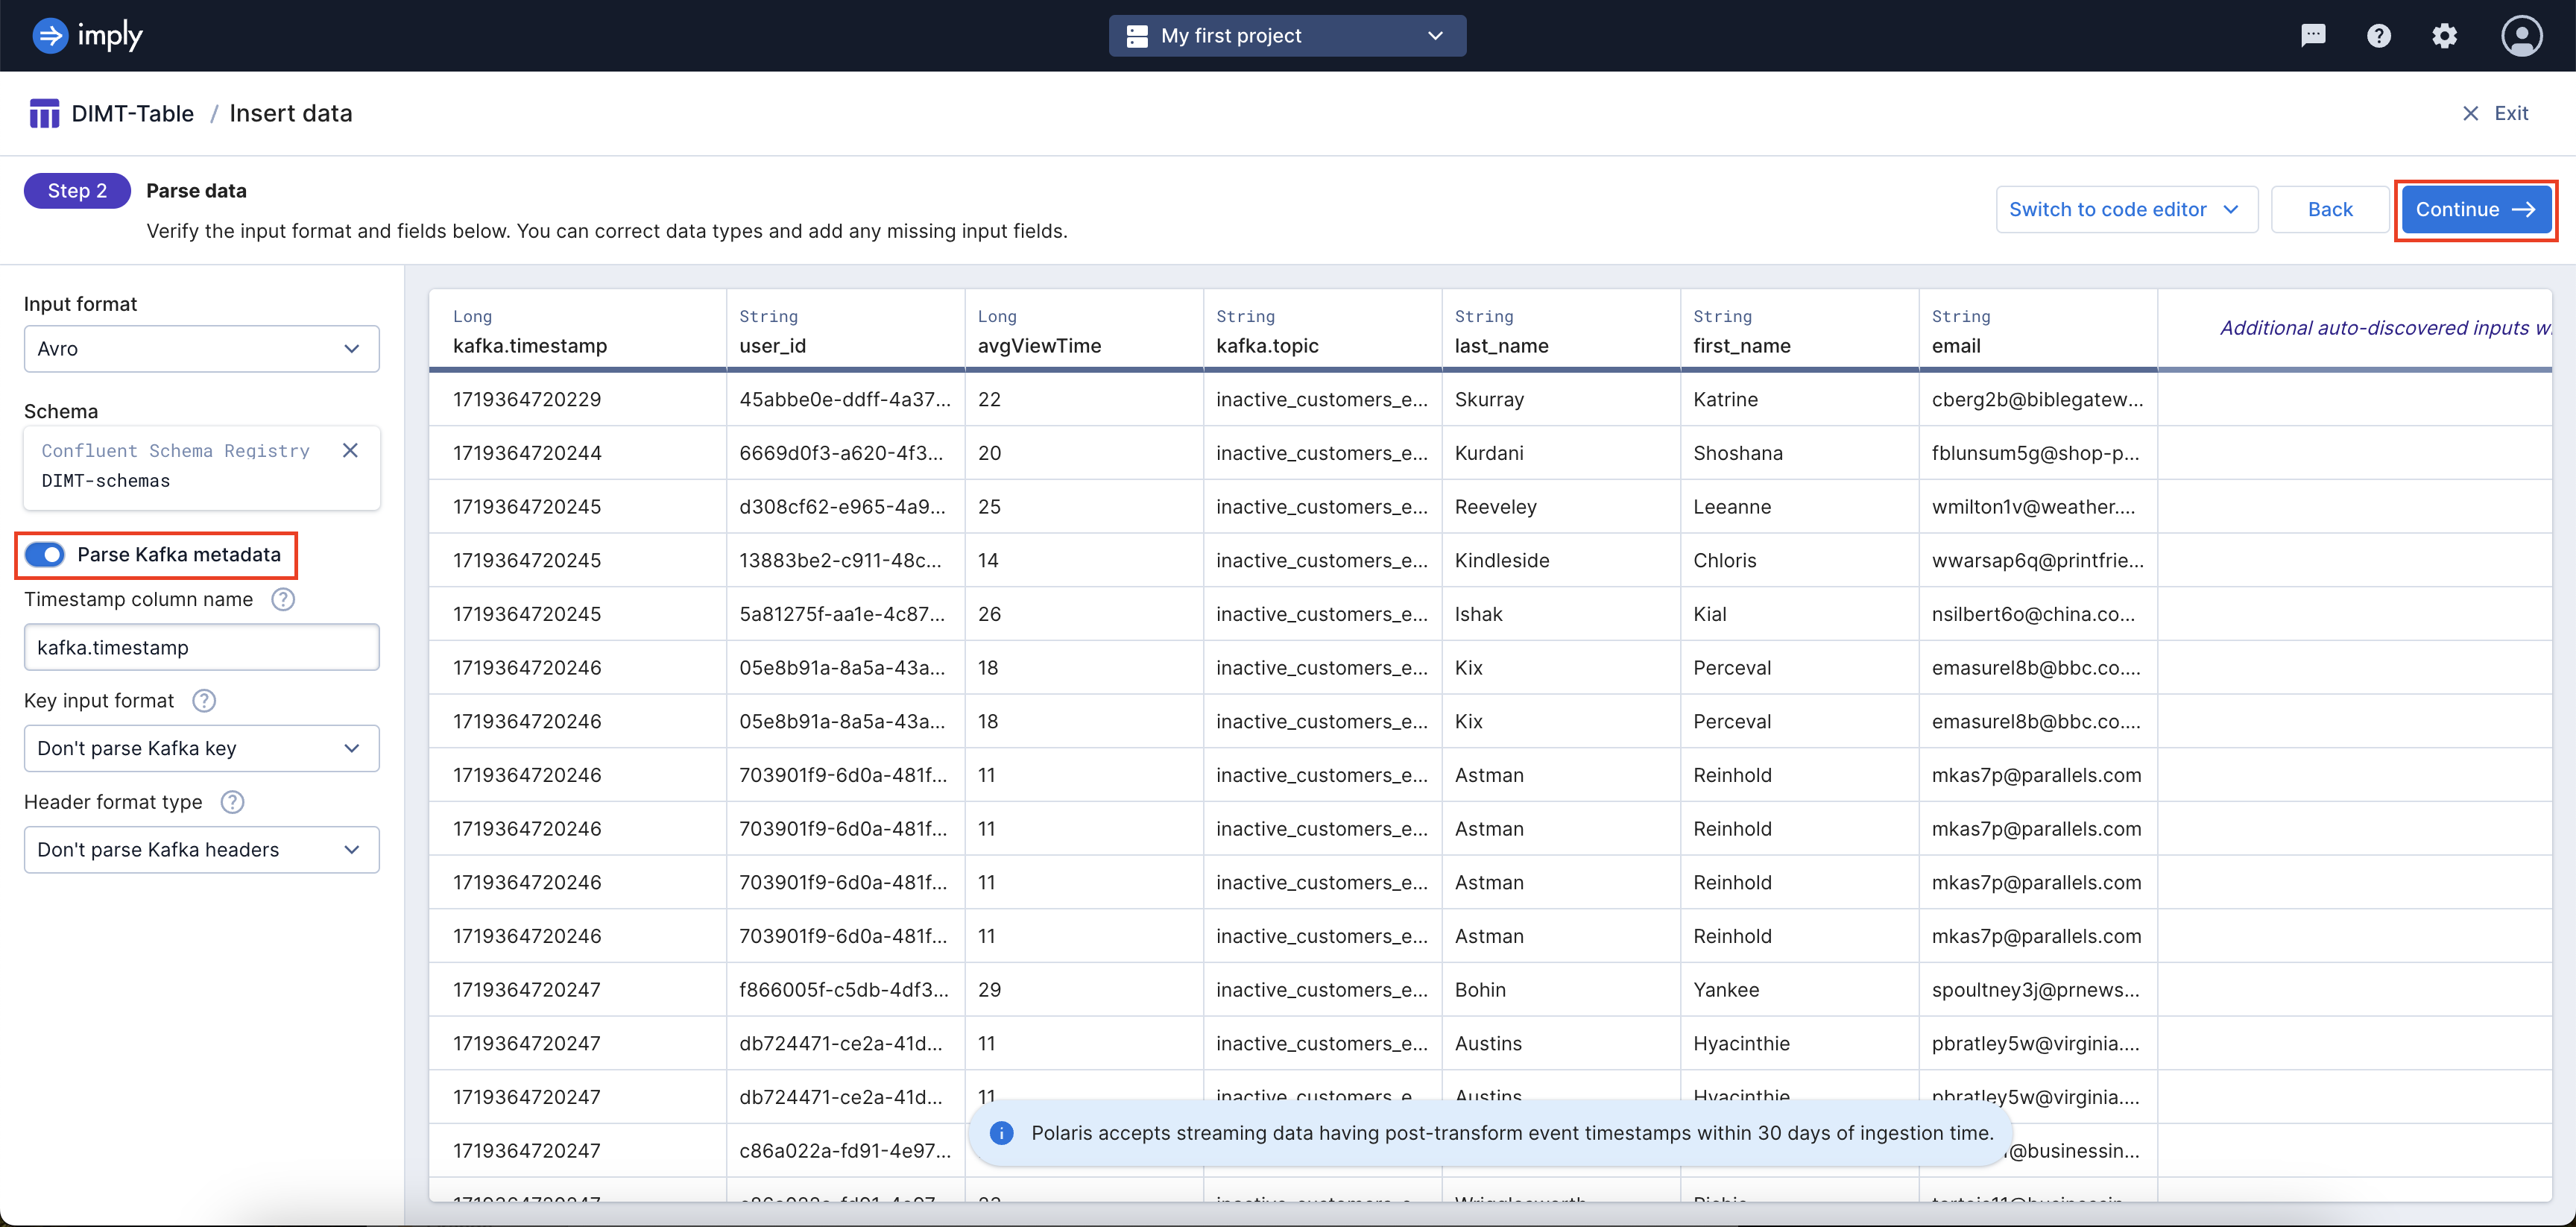 imply
My first project
DIMT-Table / Insert data
Exit
Step 2
Parse data
Verify the input format and fields below. You can correct data types and add any missing input fields.
Switch to code editor
Back
Continue
Input format
Avro
Schema
Confluent Schema Registry
DIMT-schemas
Parse Kafka metadata
Timestamp column name
kafka.timestamp
Key input format
Don't parse Kafka key
Header format type
Don't parse Kafka headers
Long String Long String String String String
kafka.timestamp user_id avgViewTime kafka.topic last_name first_name email
Additional auto-discovered inputs
1719364720229 45abbe0e-ddff-4a37... 22 inactive_customers_e... Skurray Katrine cberg2b@biblegatew...
1719364720244 6669d0f3-a620-4f3... 20 inactive_customers_e... Kurdani Shoshana fblunsum5g@shop-p...
1719364720245 d308cf62-e965-4a9... 25 inactive_customers_e... Reeveley Leeanne wmilton1v@weather....
1719364720245 13883be2-c911-48c... 14 inactive_customers_e... Kindleside Chloris wwarsap6q@printfrie...
1719364720245 5a81275f-aa1e-4c87... 26 inactive_customers_e... Ishak Kial nsilbert6o@china.co...
1719364720246 05e8b91a-8a5a-43a... 18 inactive_customers_e... Kix Perceval emasurel8b@bbc.co....
1719364720246 05e8b91a-8a5a-43a... 18 inactive_customers_e... Kix Perceval emasurel8b@bbc.co....
1719364720246 703901f9-6d0a-481f... 11 inactive_customers_e... Astman Reinhold mkas7p@parallels.com
1719364720246 703901f9-6d0a-481f... 11 inactive_customers_e... Astman Reinhold mkas7p@parallels.com
1719364720246 703901f9-6d0a-481f... 11 inactive_customers_e... Astman Reinhold mkas7p@parallels.com
1719364720246 703901f9-6d0a-481f... 11 inactive_customers_e... Astman Reinhold mkas7p@parallels.com
1719364720247 f866005f-c5db-4df3... 29 inactive_customers_e... Bohin Yankee spoultney3j@prnews...
1719364720247 db724471-ce2a-41d... 11 inactive_customers_e... Austins Hyacinthie pbratley5w@virginia....
1719364720247 db724471-ce2a-41d... 11 inactive_customers_e Austins Hyacinthie pbratley5w@virginia....
1719364720247 c86a022a-fd91-4e97... @businessin...
Polaris accepts streaming data having post-transform event timestamps within 30 days of ingestion time.